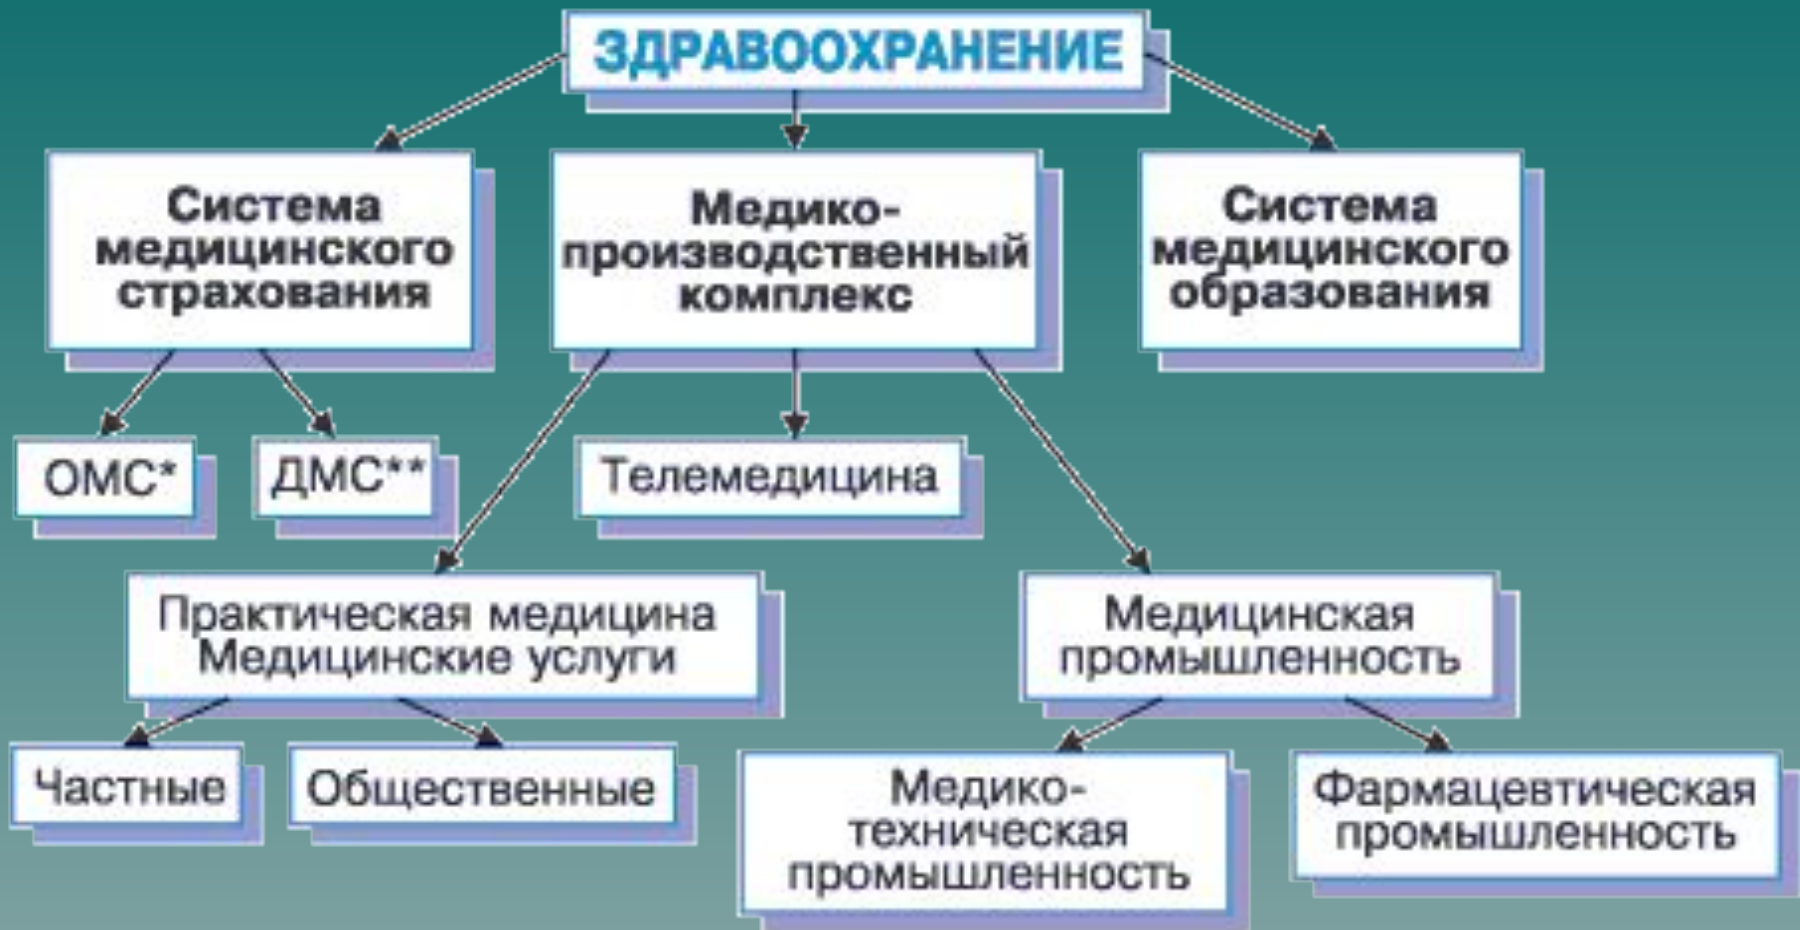 ЗДРАВООХРАНЕНИЕ
Система
медицинского
страхования
Медико-
производственный
комплекс
Система
медицинского
образования
ОМС*
ДМС**
Телемедицина
Практическая медицина
Медицинские услуги
Медицинская
промышленность
Частные
Общественные
Медико-
техническая
промышленность
Фармацевтическая
промышленность